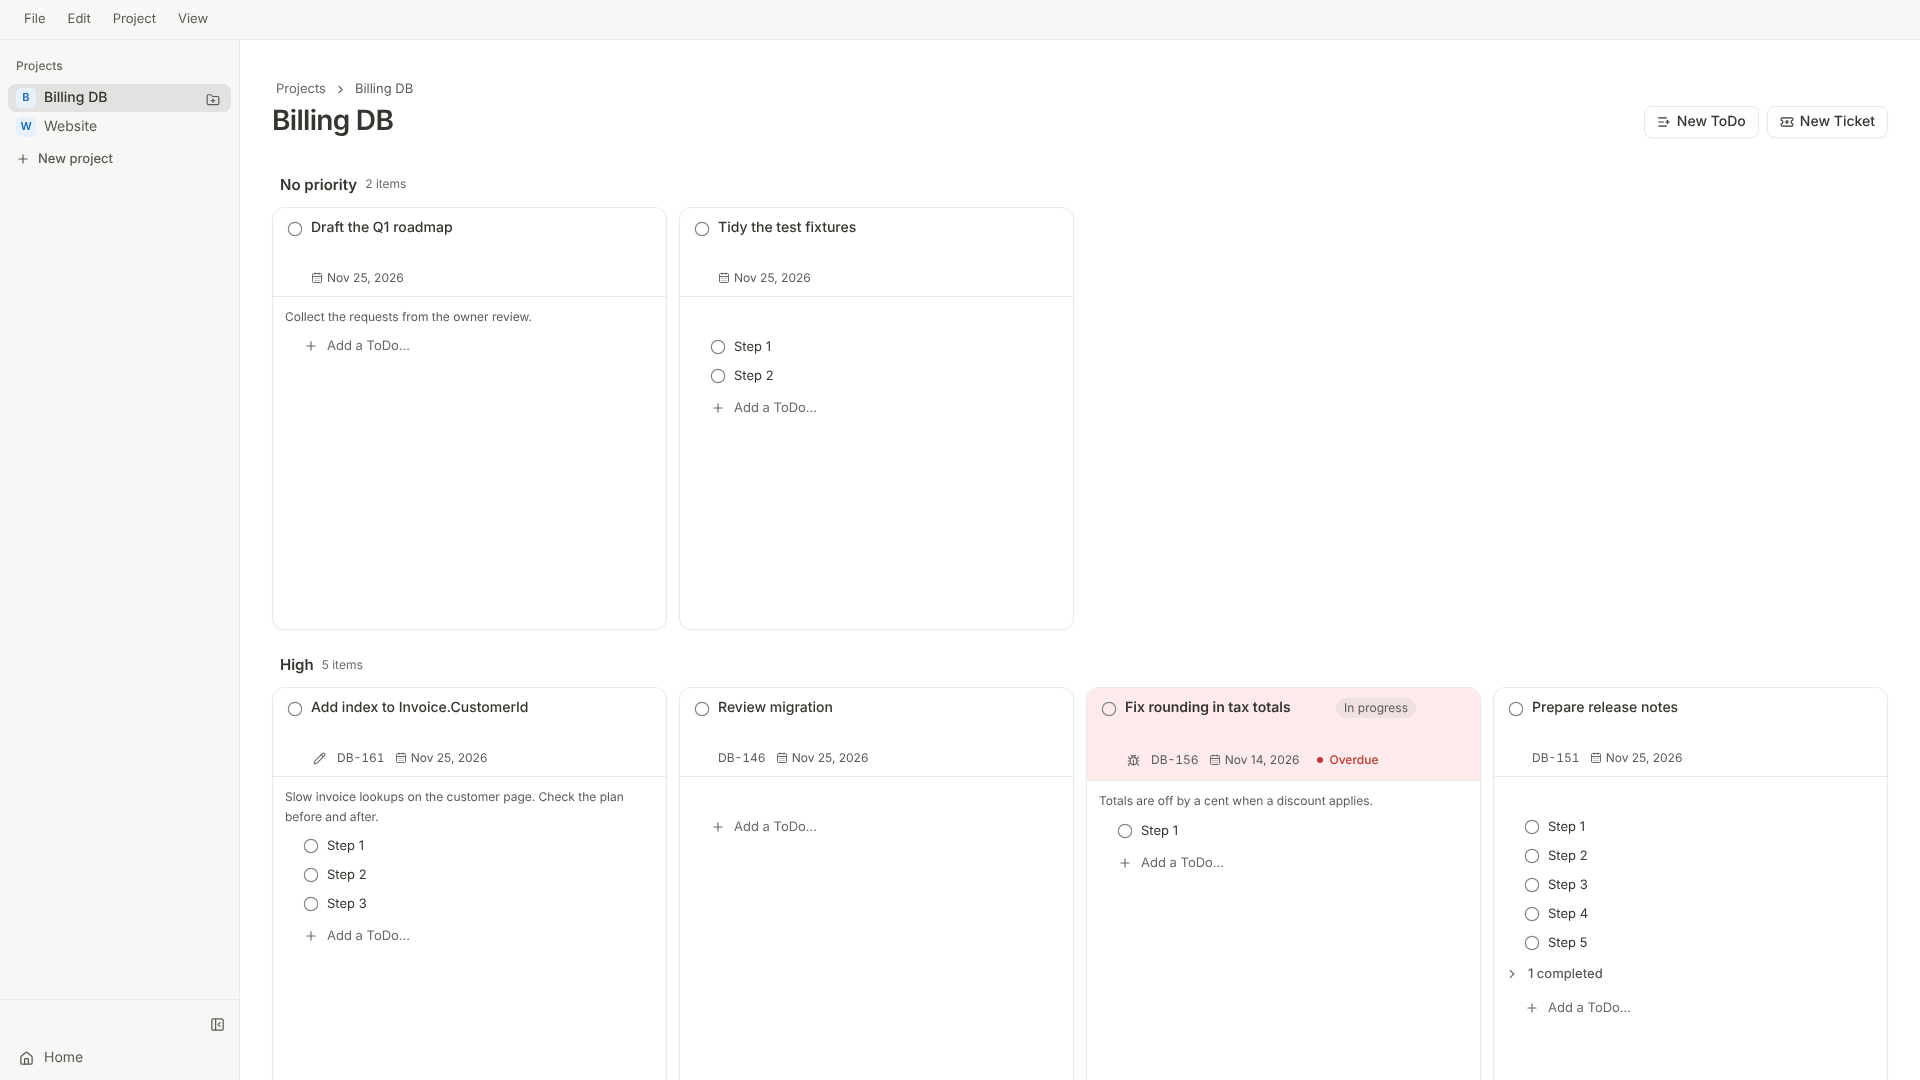 File Edit Project View
Projects
B Billing DB
W Website
New project
Home
Projects > Billing DB
Billing DB
New ToDo
New Ticket
No priority 2 items
Draft the Q1 roadmap
Nov 25, 2026
Collect the requests from the owner review.
Add a ToDo...
Tidy the test fixtures
Nov 25, 2026
Step 1
Step 2
Add a ToDo...
High 5 items
Add index to Invoice.CustomerId
DB-161 Nov 25, 2026
Slow invoice lookups on the customer page. Check the plan
before and after.
Step 1
Step 2
Step 3
Add a ToDo...
Review migration
DB-146 Nov 25, 2026
Add a ToDo...
Fix rounding in tax totals In progress
DB-156 Nov 14, 2026 Overdue
Totals are off by a cent when a discount applies.
Step 1
Add a ToDo...
Prepare release notes
DB-151 Nov 25, 2026
Step 1
Step 2
Step 3
Step 4
Step 5
1 completed
Add a ToDo...